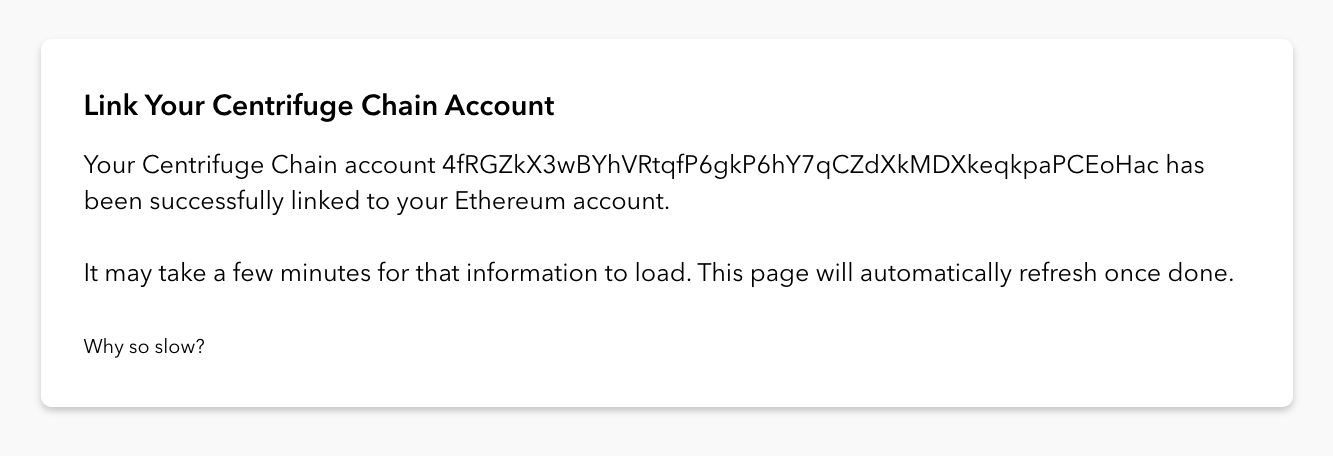 Link Your Centrifuge Chain Account
Your Centrifuge Chain account 4fRGZkX3wBYhVRtqfP6gkP6hY7qCZdXkMDXkeqkpaPCEoHac has
been successfully linked to your Ethereum account.
It may take a few minutes for that information to load. This page will automatically refresh once done.
Why so slow?